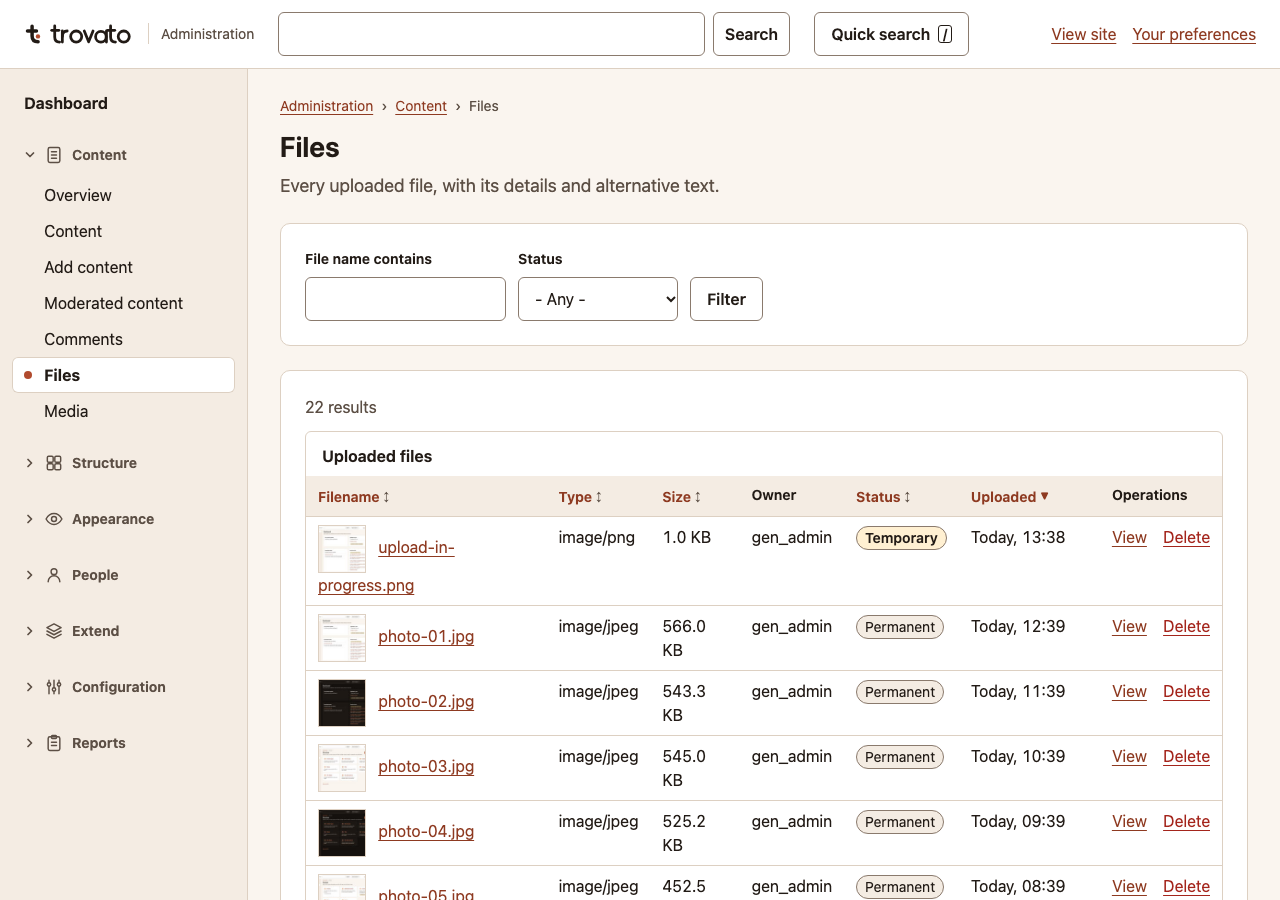 trovato
Administration
Search
Quick search /
View site
Your preferences
Dashboard
Content
Overview
Content
Add content
Moderated content
Comments
Files
Media
Structure
Appearance
People
Extend
Configuration
Reports
Administration › Content › Files
Files
Every uploaded file, with its details and alternative text.
File name contains
Status
- Any -
Filter
22 results
Uploaded files
Filename ↕ Type ↕ Size ↕ Owner Status ↕ Uploaded ▼ Operations
upload-in-
progress.png
image/png 1.0 KB gen_admin Temporary Today, 13:38 View Delete
photo-01.jpg image/jpeg 566.0
KB
gen_admin Permanent Today, 12:39 View Delete
photo-02.jpg image/jpeg 543.3
KB
gen_admin Permanent Today, 11:39 View Delete
photo-03.jpg image/jpeg 545.0
KB
gen_admin Permanent Today, 10:39 View Delete
photo-04.jpg image/jpeg 525.2
KB
gen_admin Permanent Today, 09:39 View Delete
photo-05.jpg image/jpeg 452.5 gen_admin Permanent Today, 08:39 View Delete